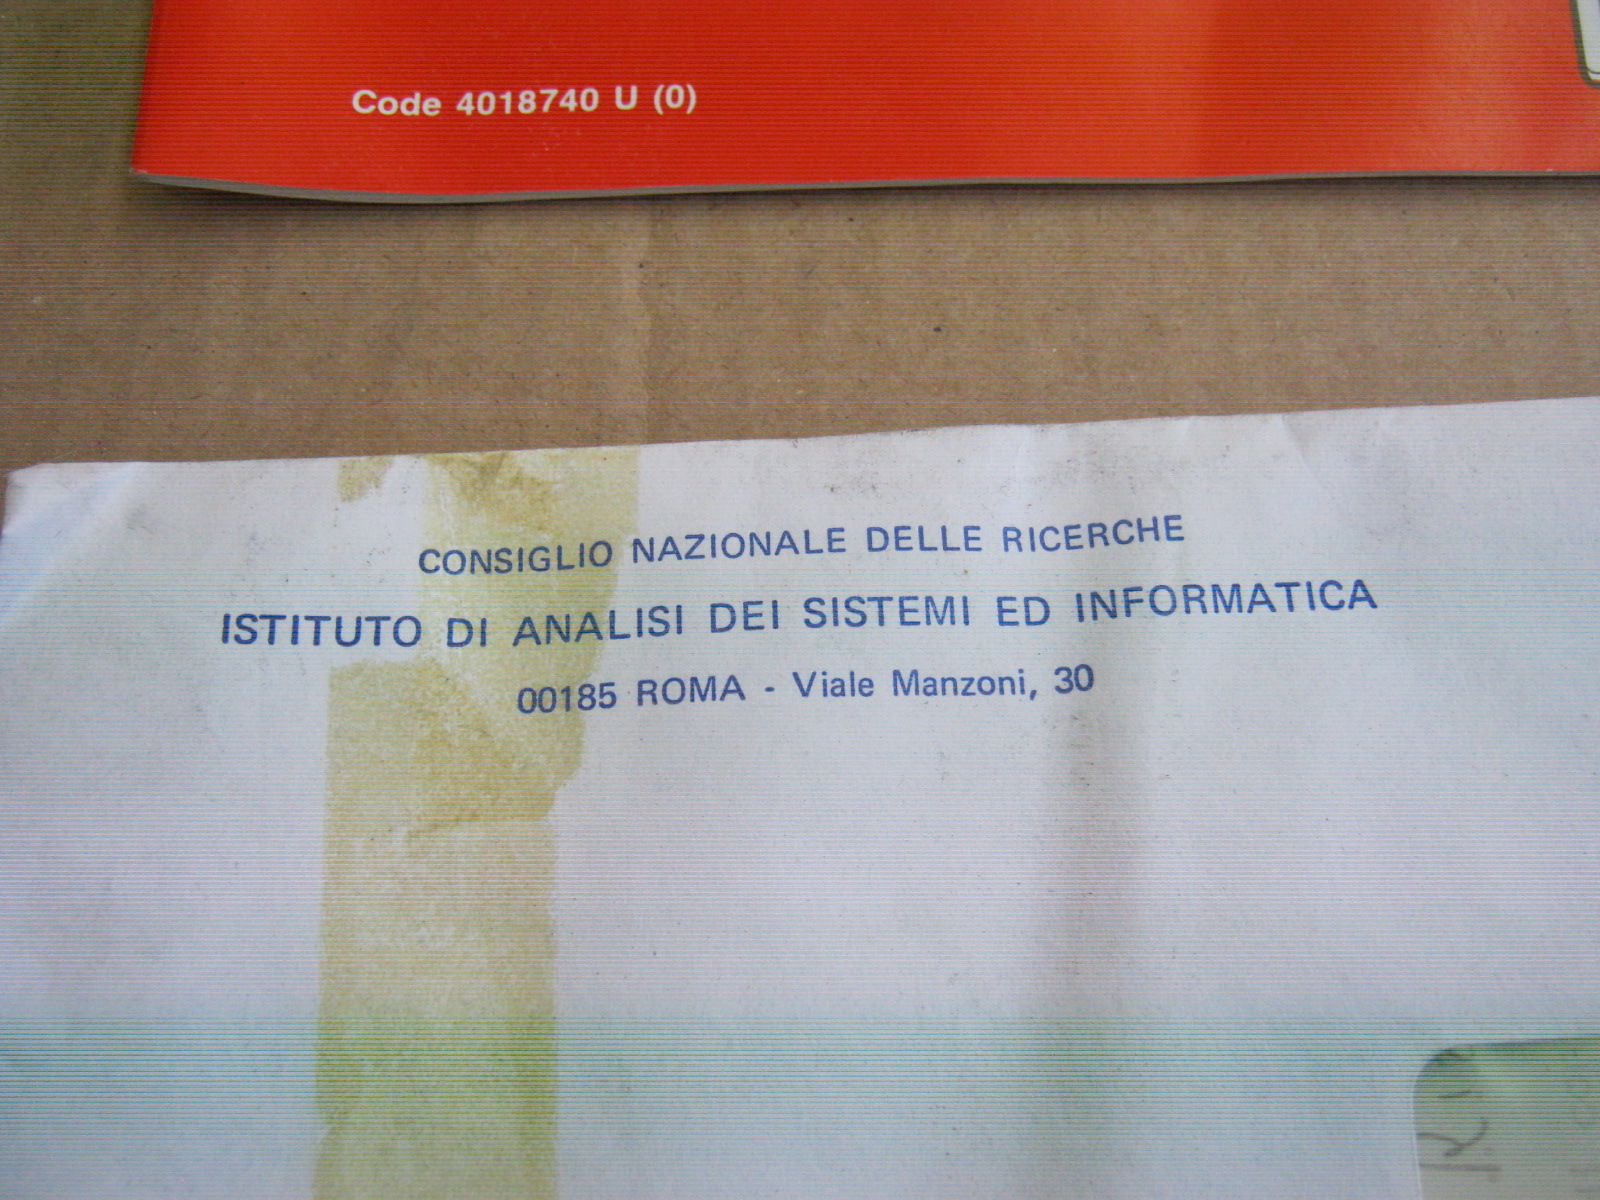 Code 4018740 U (0)
CONSIGLIO NAZIONALE DELLE RICERCHE
ISTITUTO DI ANALISI DEI SISTEMI ED INFORMATICA
00185 ROMA - Viale Manzoni, 30